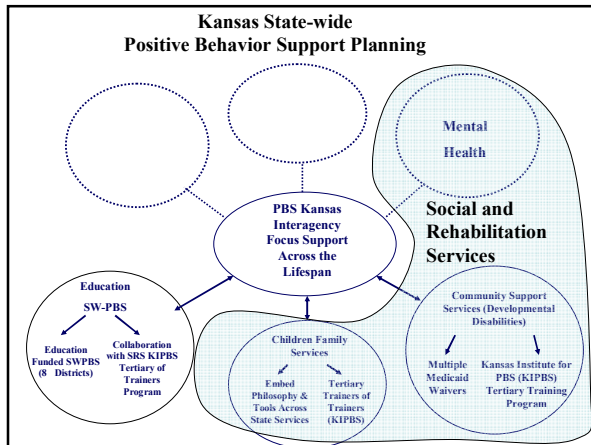 Kansas State-wide
Positive Behavior Support Planning
Mental
Health
PBS Kansas
Interagency
Focus Support
Across the
Lifespan
Social and
Rehabilitation
Services
Education
SW-PBS
Education
Funded SWPBS
(8 Districts)
Collaboration
with SRS KIPBS
Tertiary of
Trainers
Program
Children Family
Services
Embed
Philosophy &
Tools Across
State Services
Tertiary
Trainers of
Trainers
(KIPBS)
Community Support
Services (Developmental
Disabilities)
Multiple
Medicaid
Waivers
Kansas Institute for
PBS (KIPBS)
Tertiary Training
Program